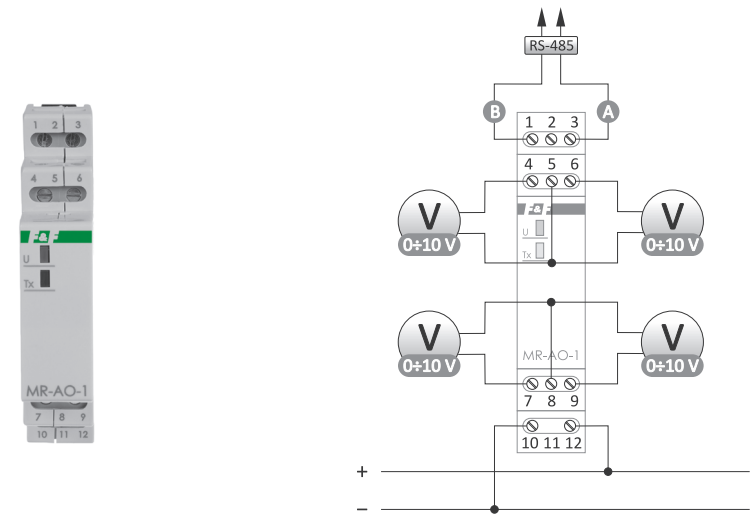 1 2 3
4 5 6
F&F
U
Tx
MR-AO-1
7 8 9
10 11 12
RS-485
B A
1 2 3
4 5 6
F&F
U
Tx
V
0÷10 V
V
0÷10 V
V
0÷10 V
V
0÷10 V
MR-AO-1
7 8 9
10 11 12
+
−